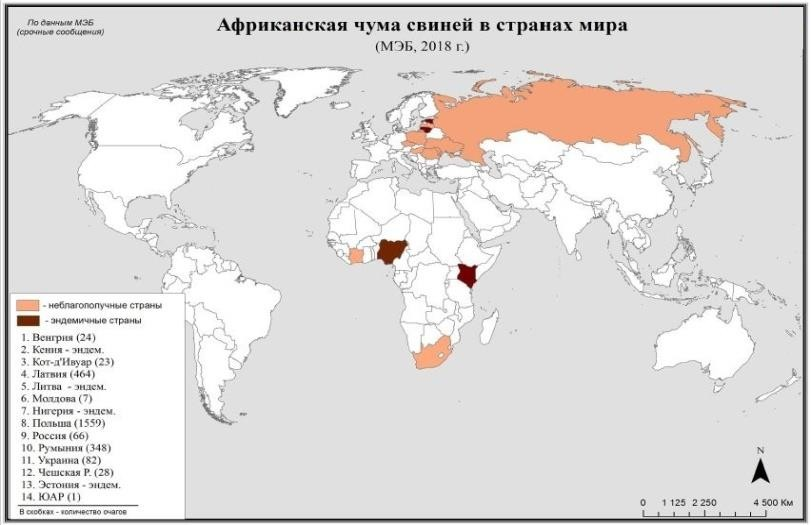 По данным МЭБ
(срочные сообщения)
Африканская чума свиней в странах мира
(МЭБ, 2018 г.)
- неблагополучные страны
- эндемичные страны
1. Венгрия (24)
2. Кения - эндем.
3. Кот-д'Ивуар (23)
4. Латвия (464)
5. Литва - эндем.
6. Молдова (7)
7. Нигерия - эндем.
8. Польша (1559)
9. Россия (66)
10. Румыния (348)
11. Украина (82)
12. Чешская Р. (28)
13. Эстония - эндем.
14. ЮАР (1)
В скобках - количество очагов
N
0 1 125 2 250 4 500 Км